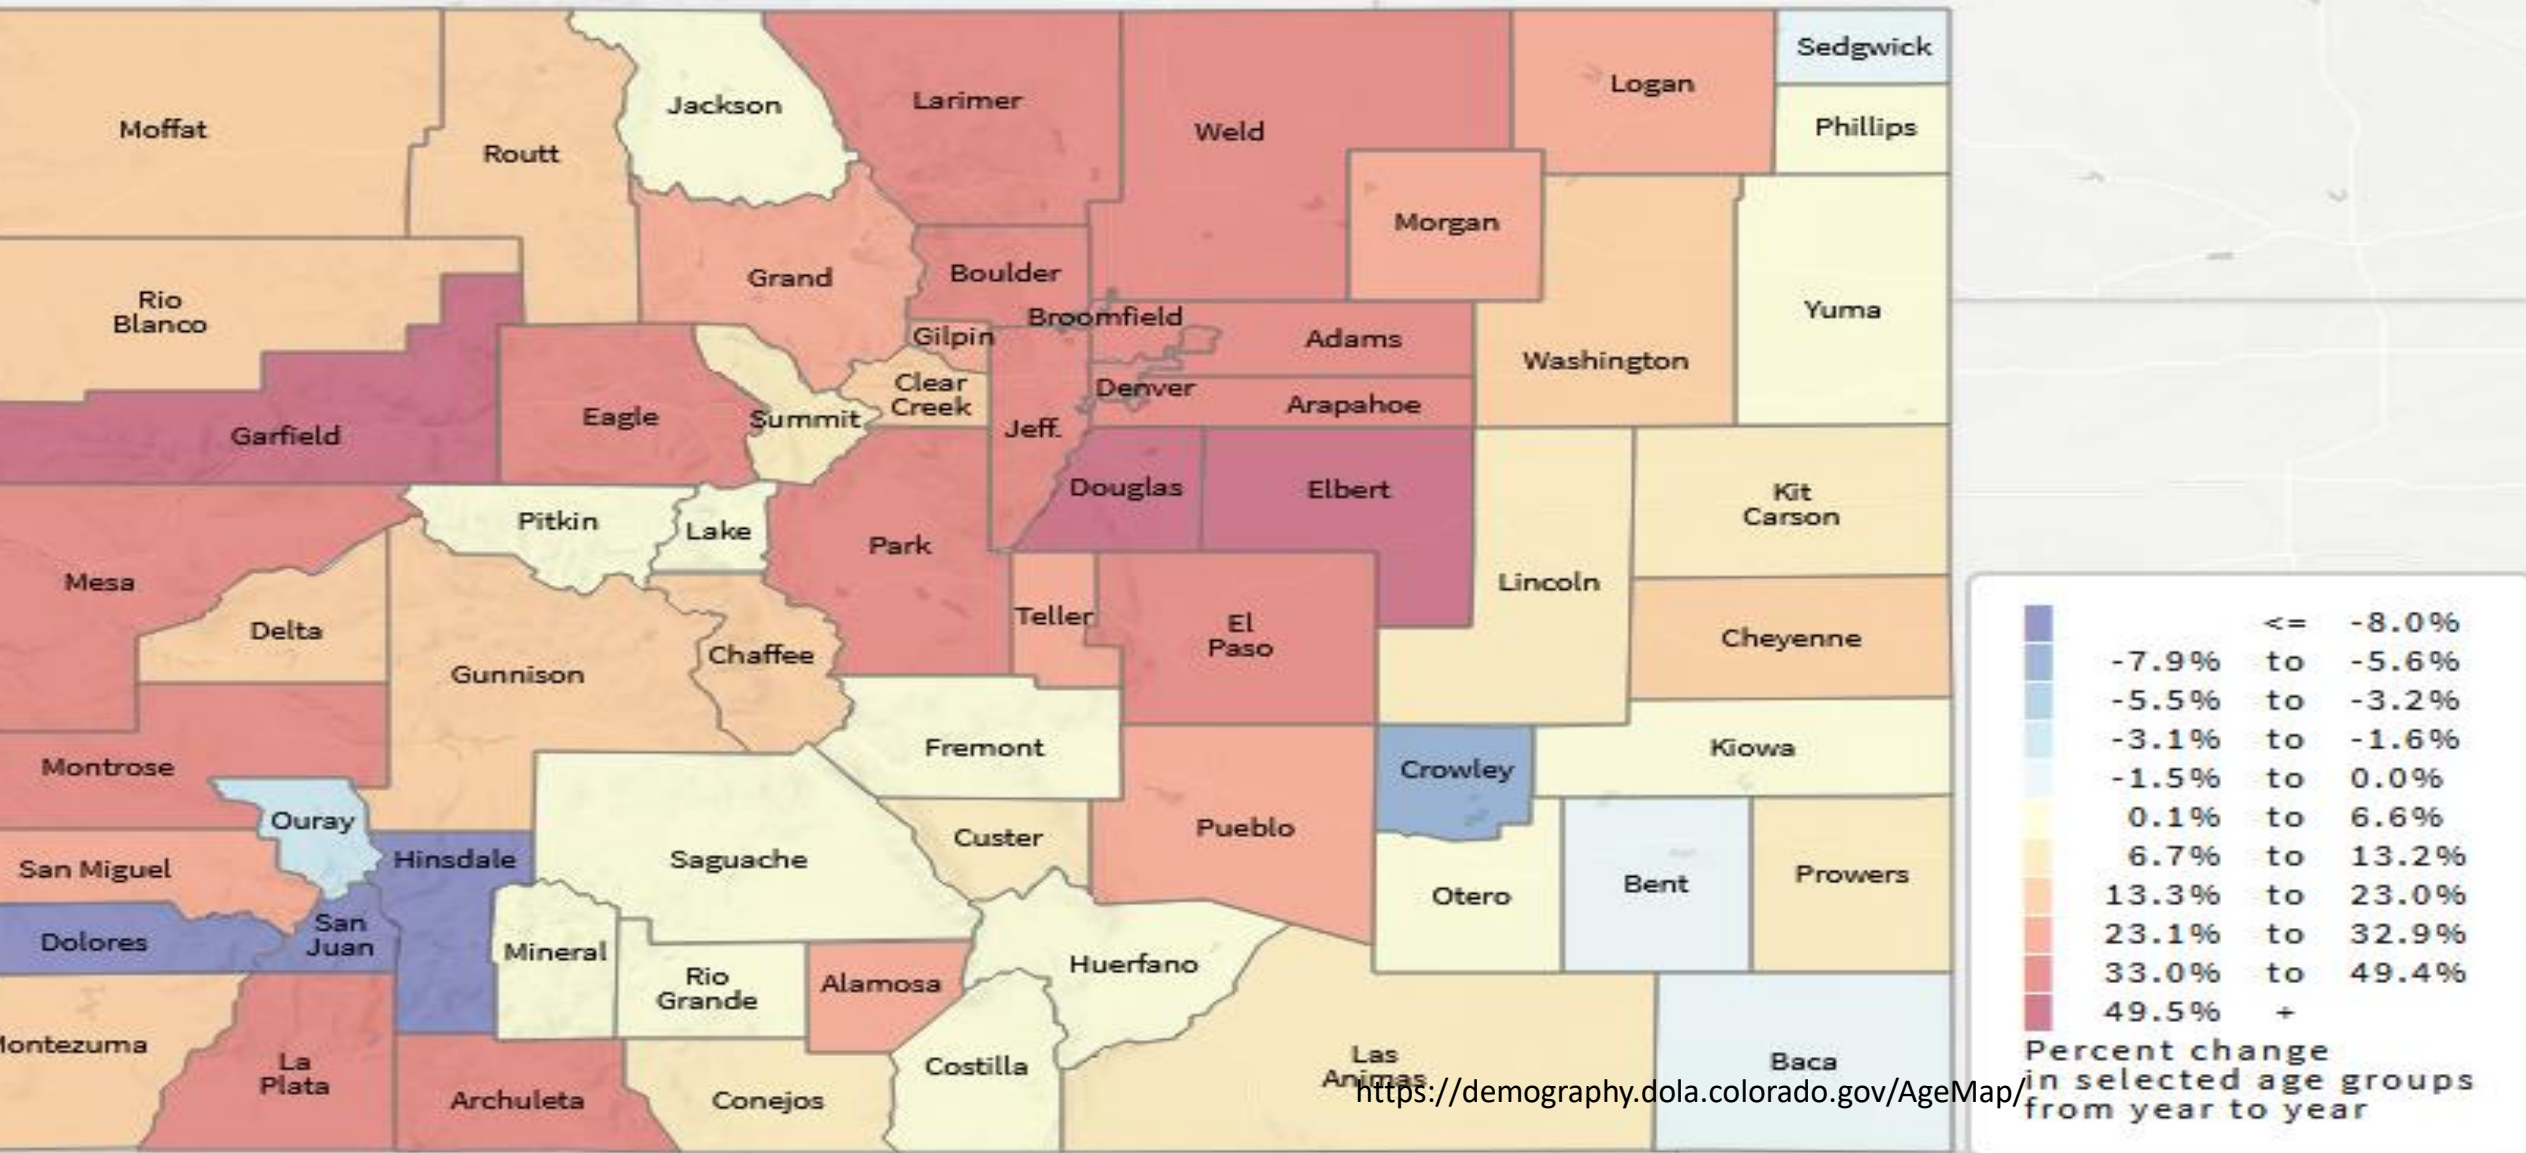 Sedgwick
Logan
Larimer
Jackson
Phillips
Moffat
Weld
Routt
Morgan
Boulder
Grand
Rio
Blanco
Yuma
Broomfield
Gilpin
Adams
Washington
Clear
Creek
Denver
Arapahoe
Eagle
Summit
Jeff.
Garfield
Douglas
Elbert
Kit
Carson
Pitkin
Lake
Park
Mesa
Lincoln
Teller
El
Paso
Delta
Cheyenne
Chaffee
Gunnison
Fremont
Kiowa
Montrose
Crowley
Ouray
Pueblo
Custer
Hinsdale
Saguache
San Miguel
Prowers
Bent
Otero
San
Juan
Dolores
Mineral
Huerfano
Rio
Grande
Alamosa
ontezuma
La
Plata
Costilla
Las
Animas
Baca
Archuleta
Conejos
https://demography.dola.colorado.gov/AgeMap/
<= -8.0%
-7.9% to -5.6%
-5.5% to -3.2%
-3.1% to -1.6%
-1.5% to 0.0%
0.1% to 6.6%
6.7% to 13.2%
13.3% to 23.0%
23.1% to 32.9%
33.0% to 49.4%
49.5% +
Percent change
in selected age groups
from year to year